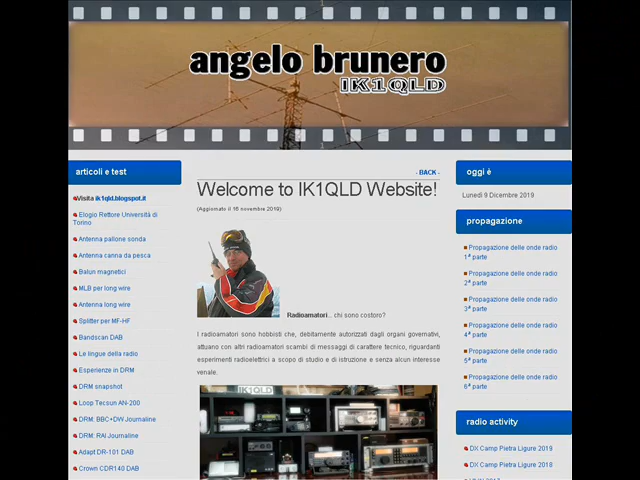 angelo brunero
IK1QLD
articoli e test
Visita ik1qld.blogspot.it
Elogio Rettore Università di
Torino
Antenna pallone sonda
Antenna canna da pesca
Balun magnetici
MLB per long wire
Antenna long wire
Splitter per MF-HF
Bandscan DAB
Le lingue della radio
Esperienze in DRM
DRM snapshot
Loop Tecsun AN-200
DRM: BBC+DW Journaline
DRM: RAI Journaline
Adapt DR-101 DAB
Crown CDR140 DAB
- BACK -
Welcome to IK1QLD Website!
(Aggiornato il 16 novembre 2019)
Radioamatori... chi sono costoro?
I radioamatori sono hobbisti che, debitamente autorizzati dagli organi governativi,
attuano con altri radioamatori scambi di messaggi di carattere tecnico, riguardanti
esperimenti radioelettrici a scopo di studio e di istruzione e senza alcun interesse
venale.
IK1QLD
oggi é
Lunedì 9 Dicembre 2019
propagazione
Propagazione delle onde radio
1ª parte
Propagazione delle onde radio
2ª parte
Propagazione delle onde radio
3ª parte
Propagazione delle onde radio
4ª parte
Propagazione delle onde radio
5ª parte
Propagazione delle onde radio
6ª parte
radio activity
DX Camp Pietra Ligure 2019
DX Camp Pietra Ligure 2018